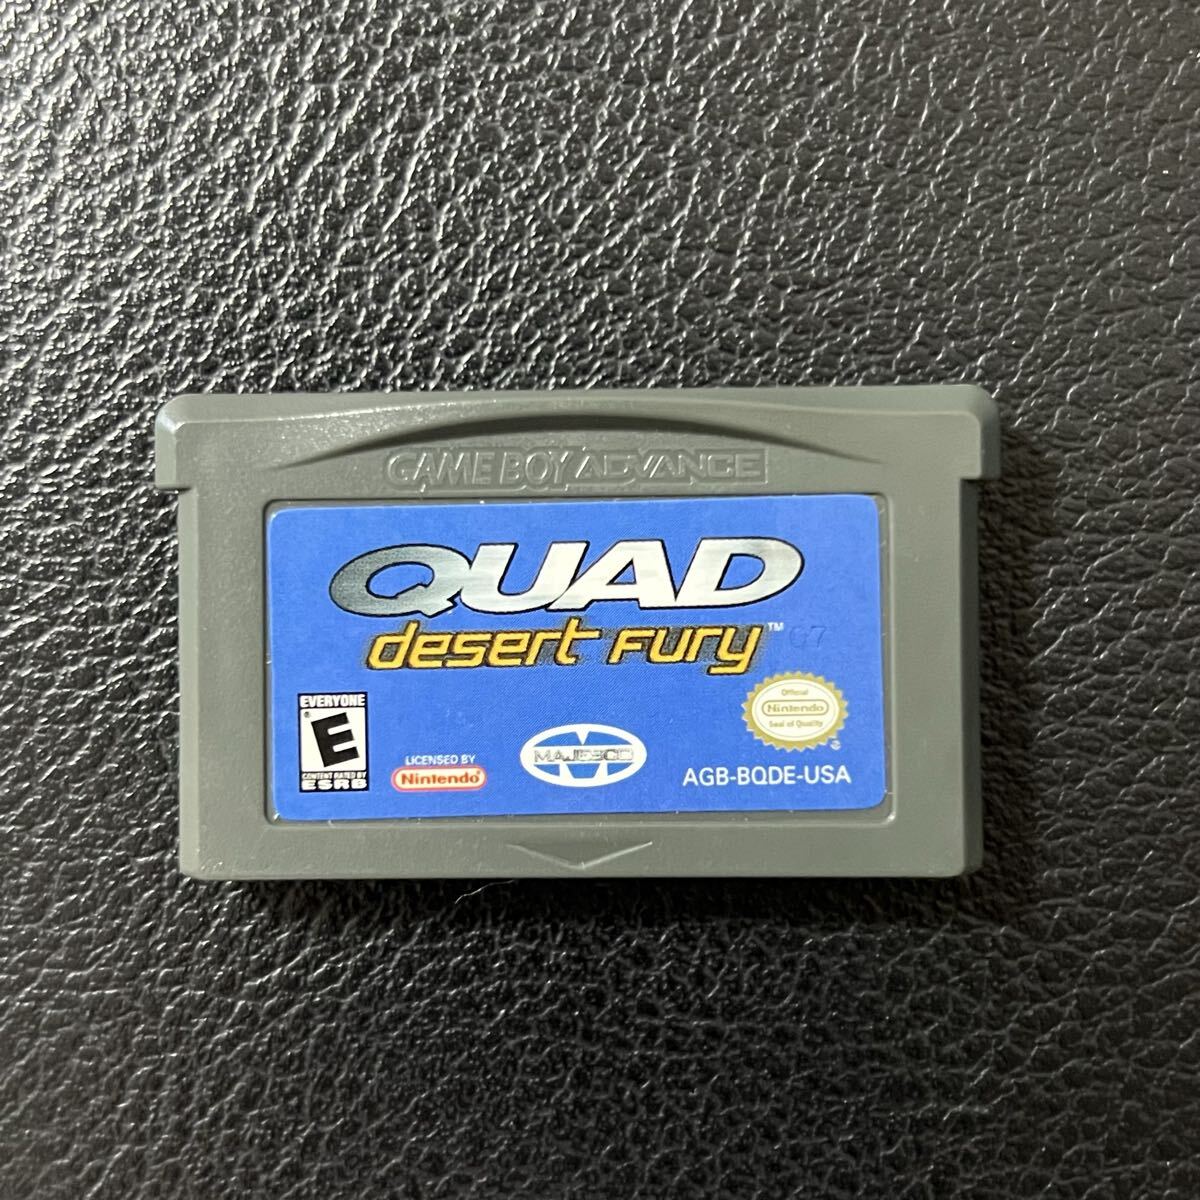 GAME BOY ADVANCE
QUAD
desert Fury™ 67
EVERYONE
E
CONTENT RATED BY
ESRB
LICENSED BY
Nintendo
MAJESCO
Official
Nintendo
Seal of Quality
AGB-BQDE-USA